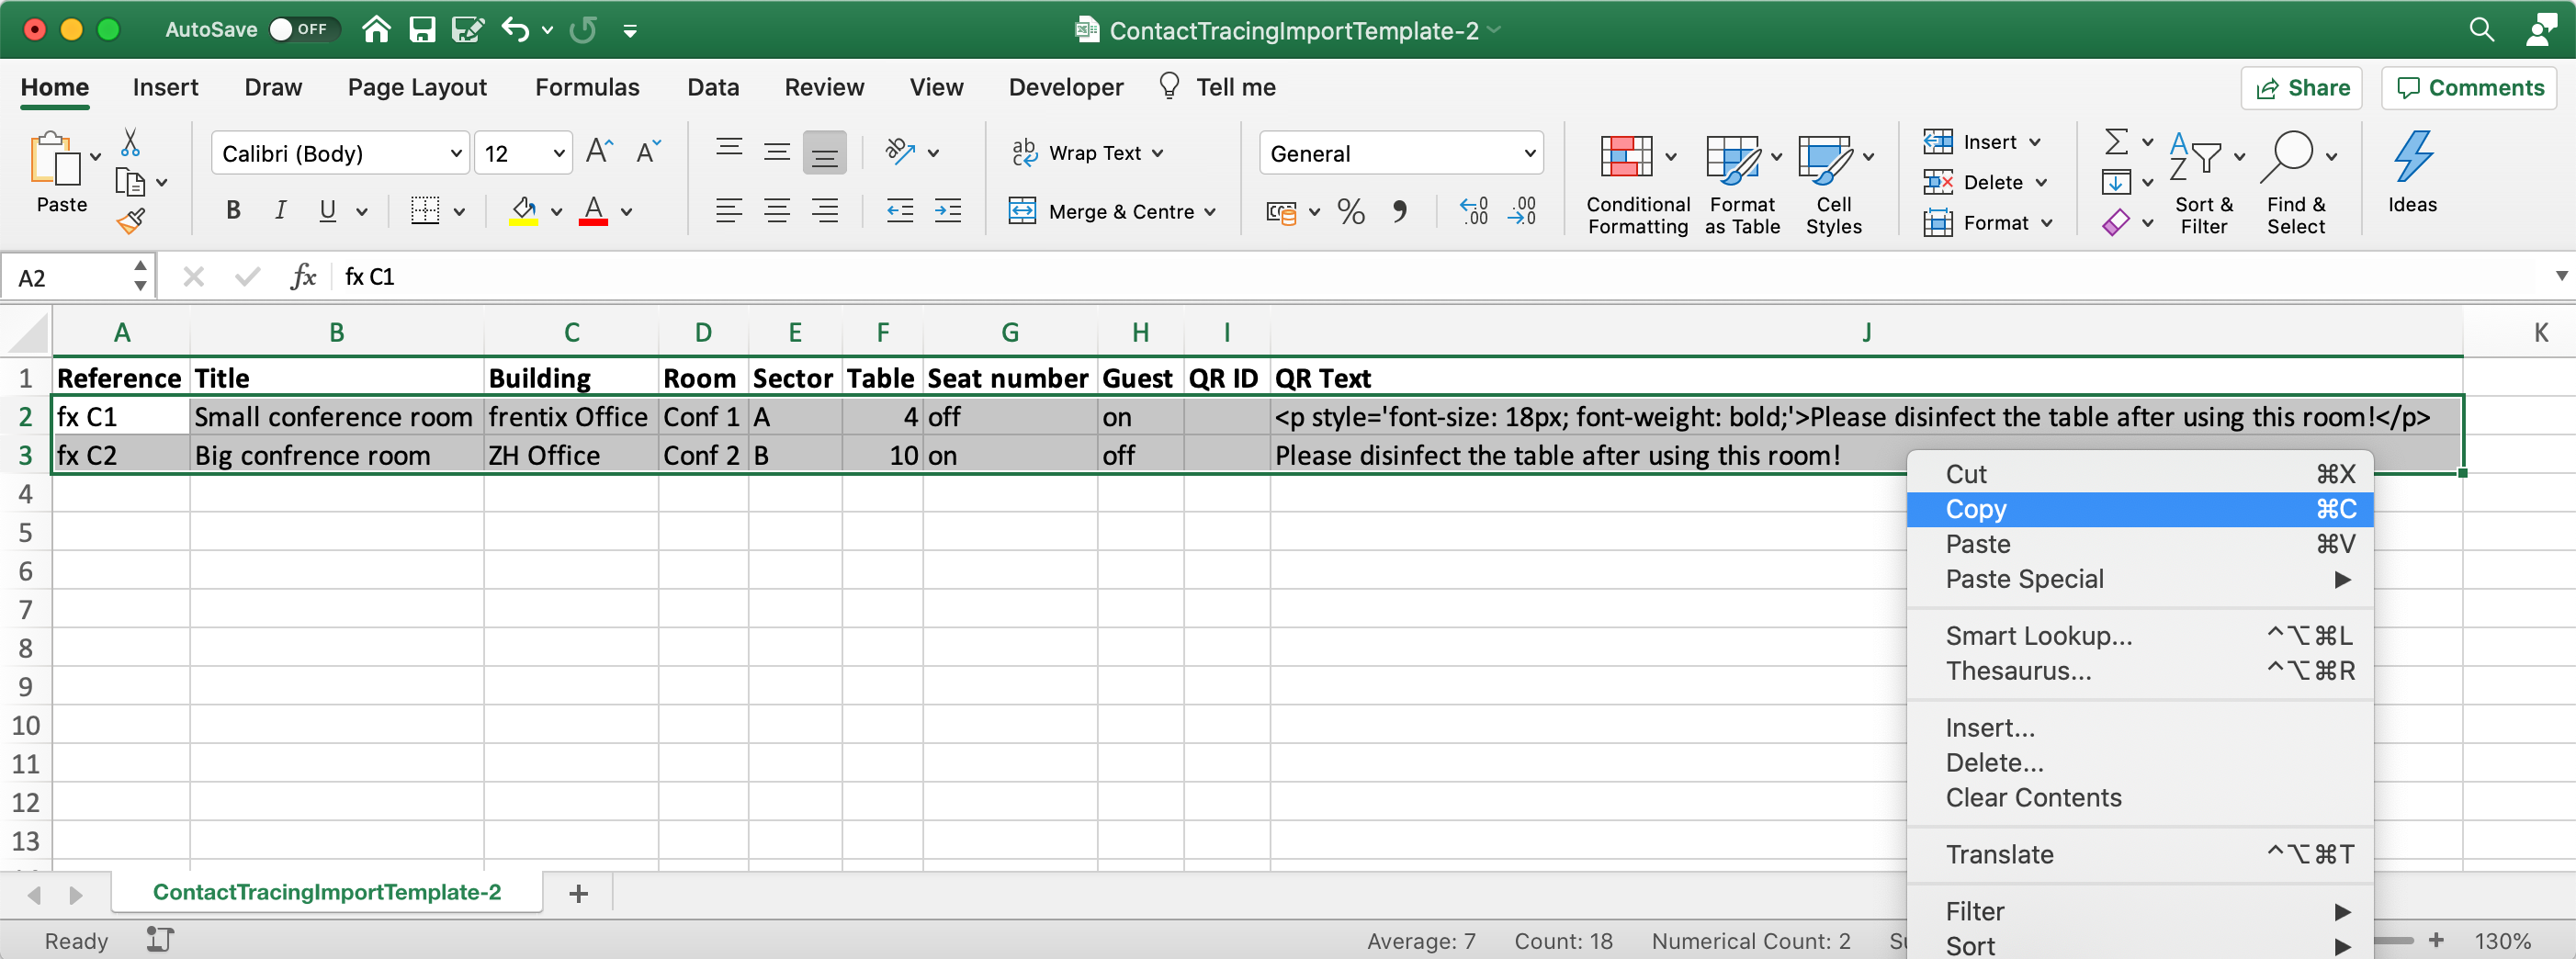 AutoSave OFF ContactTracingImportTemplate-2
Home Insert Draw Page Layout Formulas Data Review View Developer Tell me Share Comments
Paste
Calibri (Body) 12
B I U A
Wrap Text
Merge & Centre
General
Conditional Formatting
Format as Table
Cell Styles
Insert
Delete
Format
Sort & Filter
Find & Select
Ideas
A2 fx fx C1
A B C D E F G H I J K
1 Reference Title Building Room Sector Table Seat number Guest QR ID QR Text
2 fx C1 Small conference room frentix Office Conf 1 A 4 off on <p style='font-size: 18px; font-weight: bold;'>Please disinfect the table after using this room!</p>
3 fx C2 Big confrence room ZH Office Conf 2 B 10 on off Please disinfect the table after using this room!
4
5
6
7
8
9
10
11
12
13
Cut ⌘X
Copy ⌘C
Paste ⌘V
Paste Special
Smart Lookup... ^⌥⌘L
Thesaurus... ^⌥⌘R
Insert...
Delete...
Clear Contents
Translate ^⌥⌘T
Filter
Sort
ContactTracingImportTemplate-2
Ready Average: 7 Count: 18 Numerical Count: 2 130%